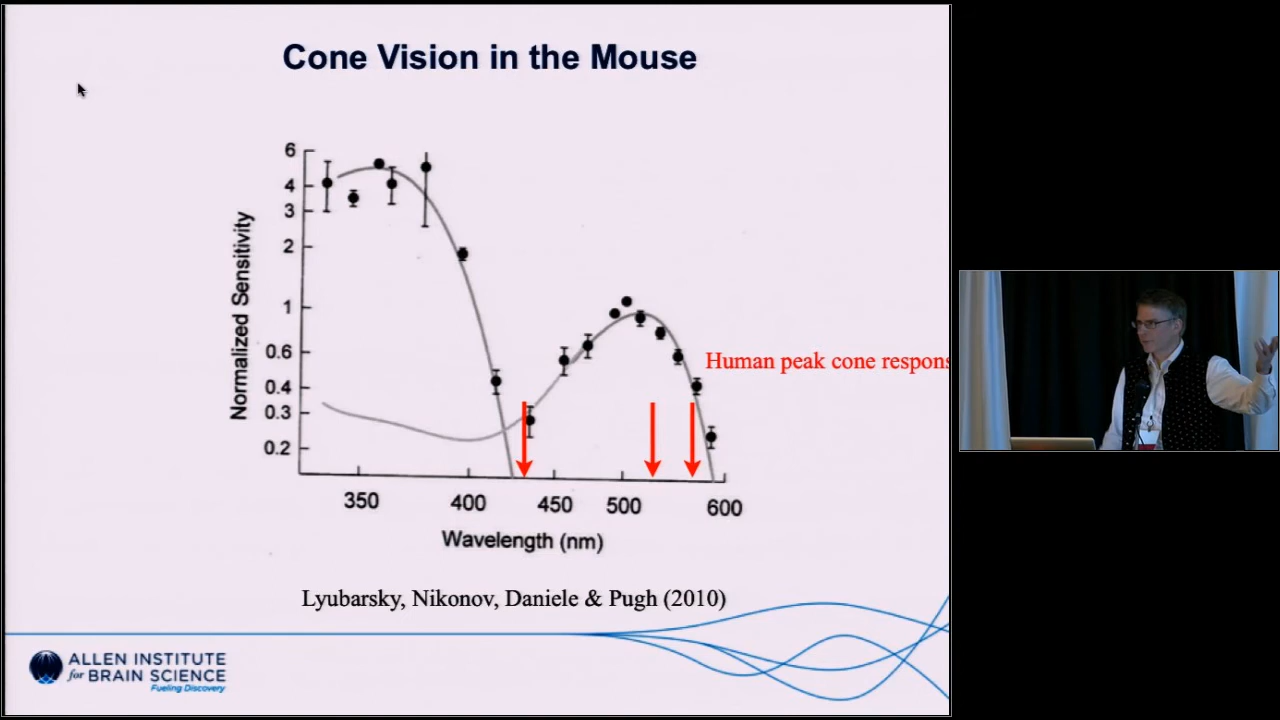 Cone Vision in the Mouse
6
4
3
2
1
0.6
0.4
0.3
0.2
Normalized Sensitivity
Human peak cone respons
350 400 450 500 600
Wavelength (nm)
Lyubarsky, Nikonov, Daniele & Pugh (2010)
ALLEN INSTITUTE
for BRAIN SCIENCE
Fueling Discovery